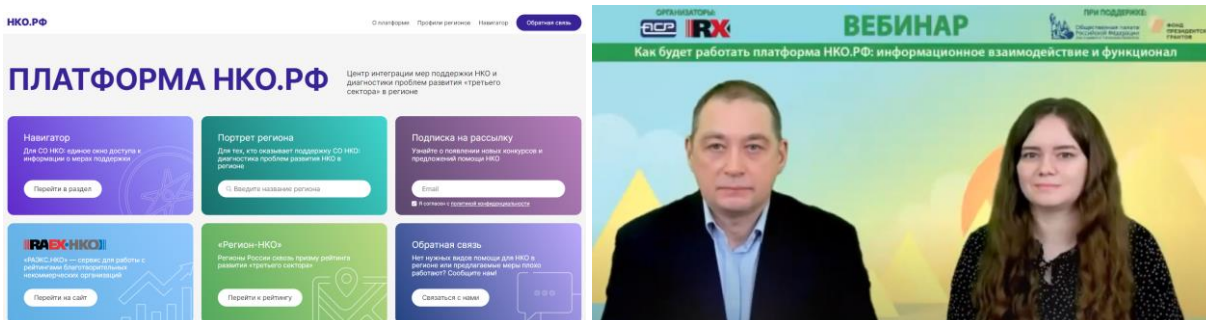 НКО.РФ
О платформе Профили регионов Навигатор Обратная связь
ПЛАТФОРМА НКО.РФ
Центр интеграции мер поддержки НКО и
диагностики проблем развития «третьего
сектора» в регионе
Навигатор
Для СО НКО: единое окно доступа к
информации о мерах поддержки
Перейти в раздел
Портрет региона
Для тех, кто оказывает поддержку СО НКО:
диагностика проблем развития НКО в
регионе
Введите название региона
Подписка на рассылку
Узнайте о появлении новых конкурсов и
предложений помощи НКО
Email
Я согласен с политикой конфиденциальности
RAEX-НКО
«РАЭКС.НКО» — сервис для работы с
рейтингами благотворительных
некоммерческих организаций
Перейти на сайт
«Регион-НКО»
Регионы России сквозь призму рейтинга
развития «третьего сектора»
Перейти к рейтингу
Обратная связь
Нет нужных видов помощи для НКО в
регионе или предлагаемые меры плохо
работают? Сообщите нам!
Связаться с нами
ОРГАНИЗАТОРЫ:
АСР RX
ВЕБИНАР
ПРИ ПОДДЕРЖКЕ:
Общественная палата
Российской Федерации
ФОНД
ПРЕЗИДЕНТСКИХ
ГРАНТОВ
Как будет работать платформа НКО.РФ: информационное взаимодействие и функционал